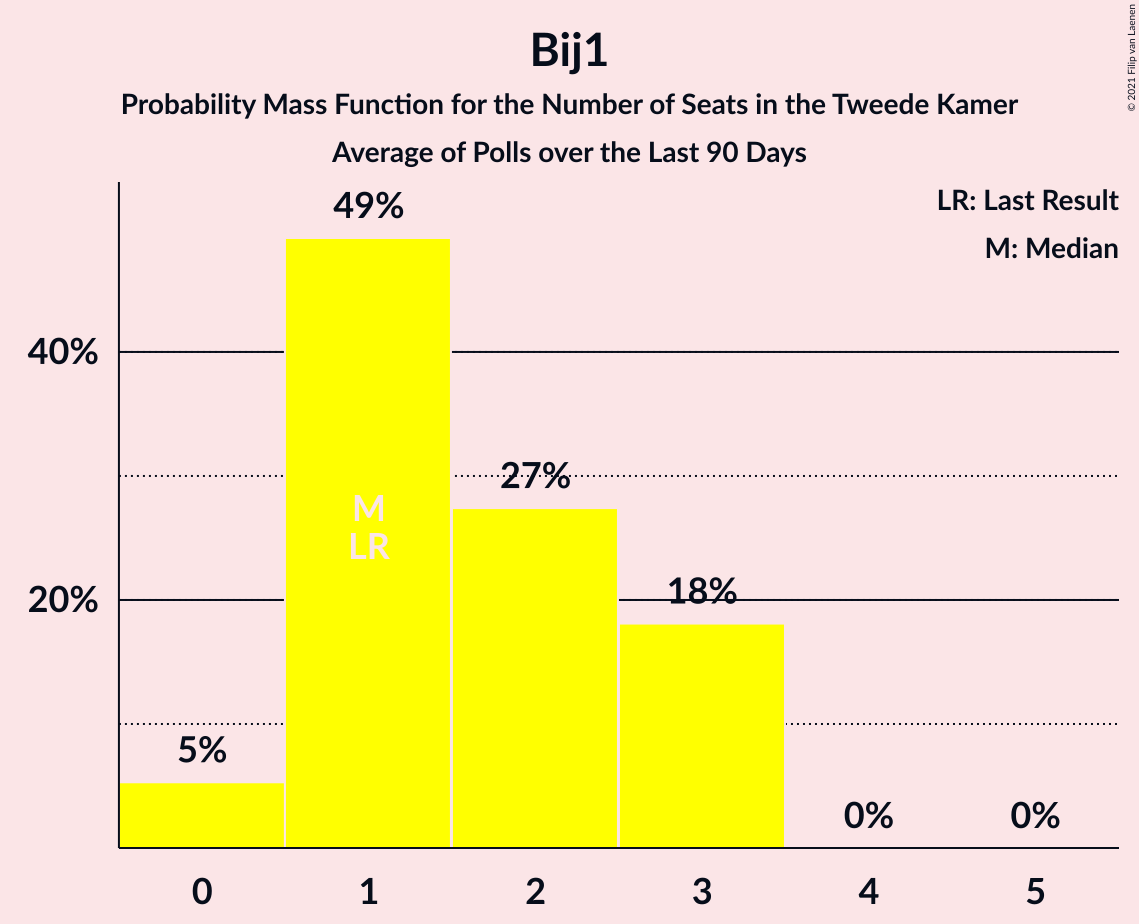 Bij1
Probability Mass Function for the Number of Seats in the Tweede Kamer
Average of Polls over the Last 90 Days
© 2021 Filip van Laenen
LR: Last Result
M: Median
49%
40%
27%
M
LR
20%
18%
5%
0%
0%
0 1 2 3 4 5